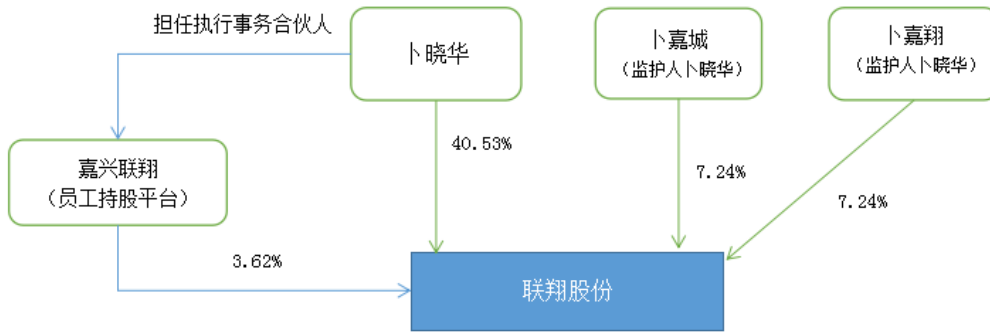 担任执行事务合伙人
卜晓华
卜嘉城
（监护人卜晓华）
卜嘉翔
（监护人卜晓华）
嘉兴联翔
（员工持股平台）
40.53%
7.24%
7.24%
3.62%
联翔股份